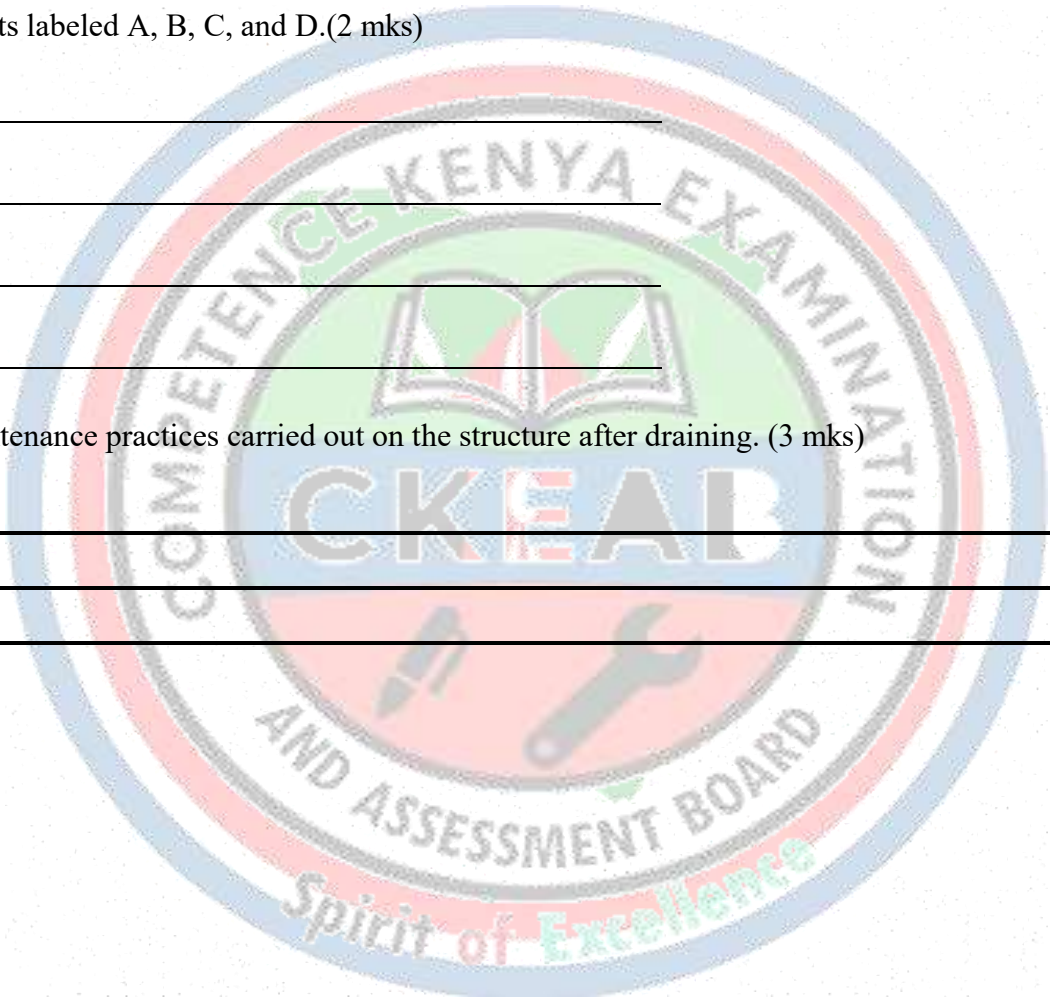 ts labeled A, B, C, and D.(2 mks)
COMPETENCE KENYA EXAMINATION
tenance practices carried out on the structure after draining. (3 mks)
CKEAB
AND ASSESSMENT BOARD
Spirit of Excellence